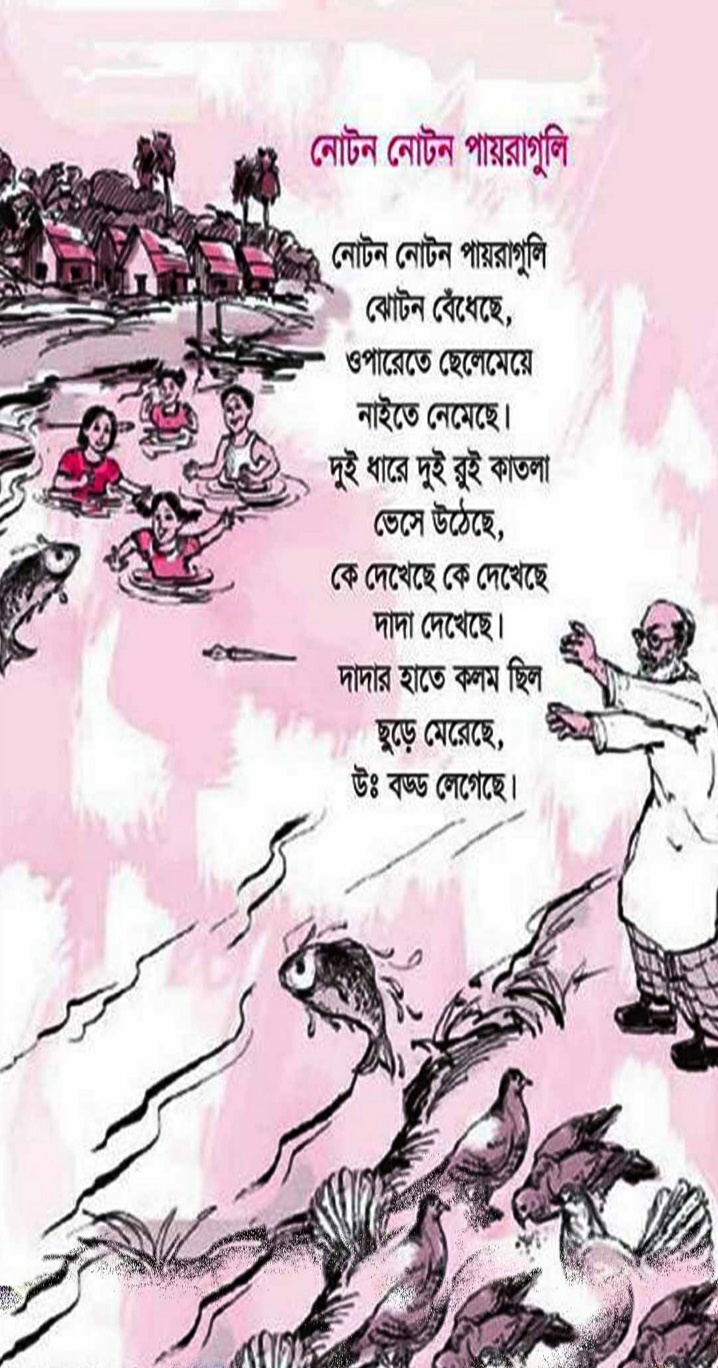 নোটন নোটন পায়রাগুলি
নোটন নোটন পায়রাগুলি
ঝোটন বেঁধেছে,
ওপারেতে ছেলেমেয়ে
নাইতে নেমেছে।
দুই ধারে দুই রুই কাতলা
ভেসে উঠেছে,
কে দেখেছে কে দেখেছে
দাদা দেখেছে।
দাদার হাতে কলম ছিল
ছুড়ে মেরেছে,
উঃ বড্ড লেগেছে।